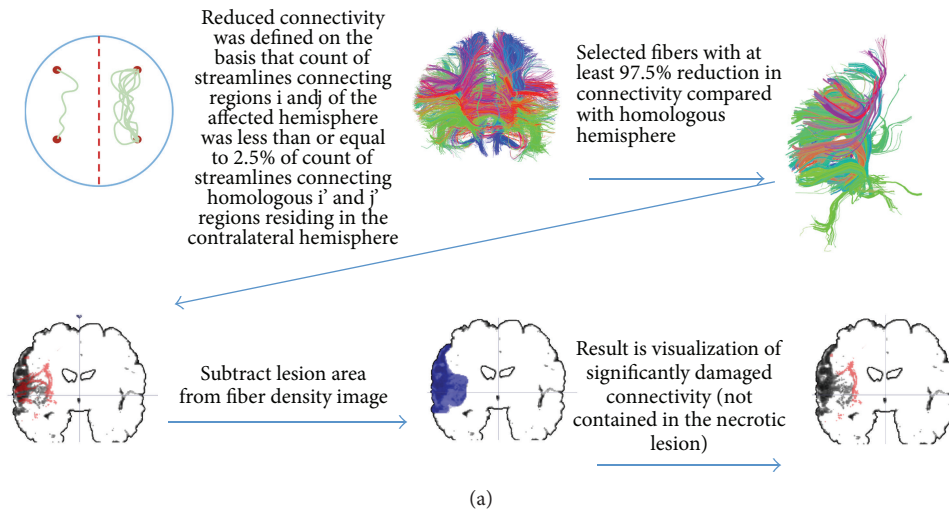 Reduced connectivity
was defined on the
basis that count of
streamlines connecting
regions i andj of the
affected hemisphere
was less than or equal
to 2.5% of count of
streamlines connecting
homologous i' and j'
regions residing in the
contralateral hemisphere
Selected fibers with at
least 97.5% reduction in
connectivity compared
with homologous
hemisphere
Subtract lesion area
from fiber density image
Result is visualization of
significantly damaged
connectivity (not
contained in the necrotic
lesion)
(a)